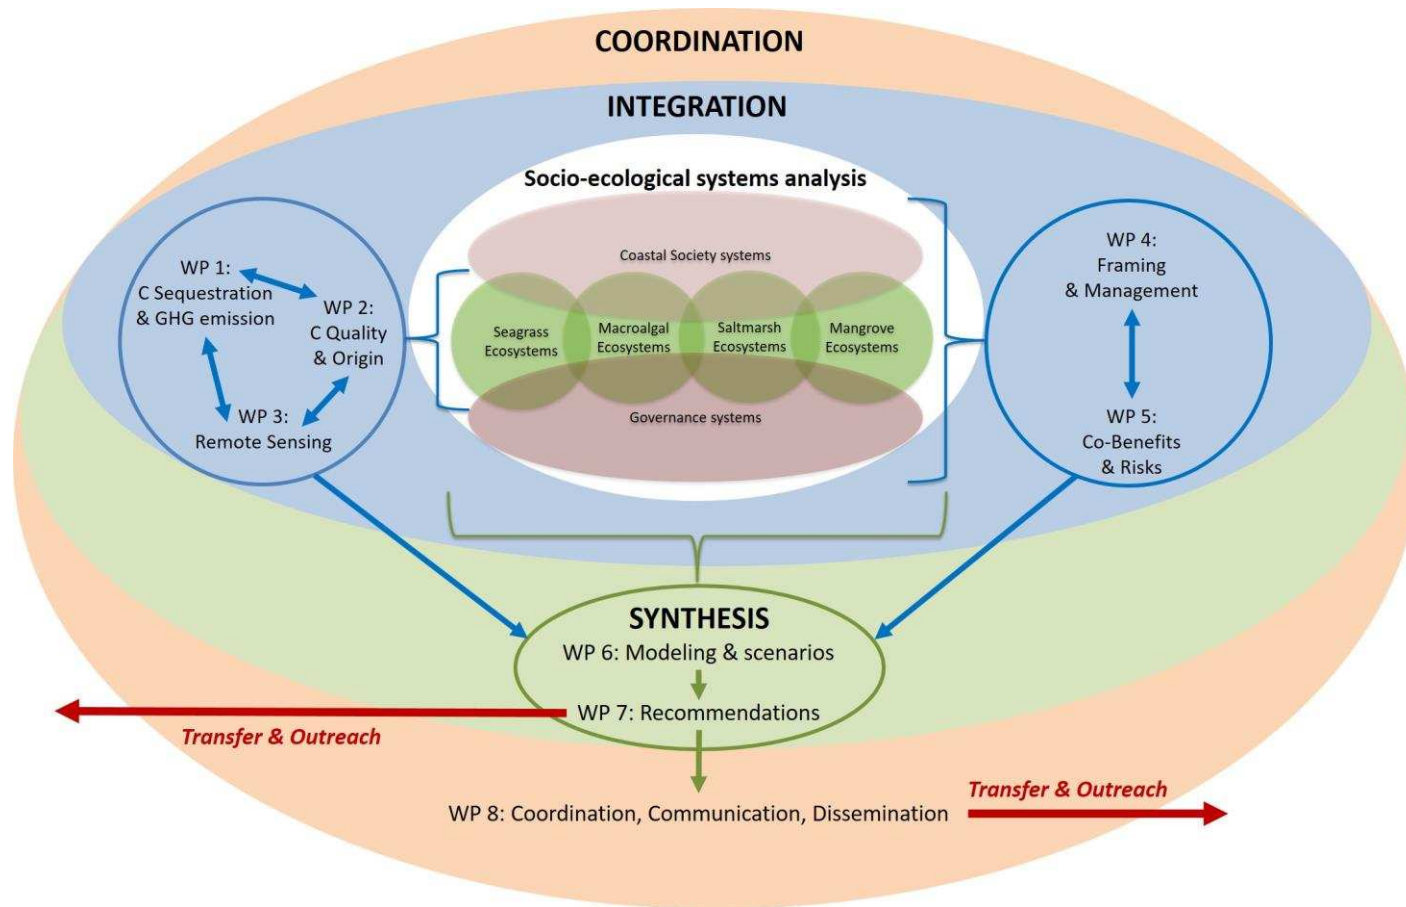 COORDINATION
INTEGRATION
Socio-ecological systems analysis
Coastal Society systems
Seagrass
Ecosystems
Macroalgal
Ecosystems
Saltmarsh
Ecosystems
Mangrove
Ecosystems
Governance systems
WP 1:
C Sequestration
& GHG emission
WP 2:
C Quality
& Origin
WP 3:
Remote Sensing
WP 4:
Framing
& Management
WP 5:
Co-Benefits
& Risks
SYNTHESIS
WP 6: Modeling & scenarios
WP 7: Recommendations
Transfer & Outreach
WP 8: Coordination, Communication, Dissemination
Transfer & Outreach